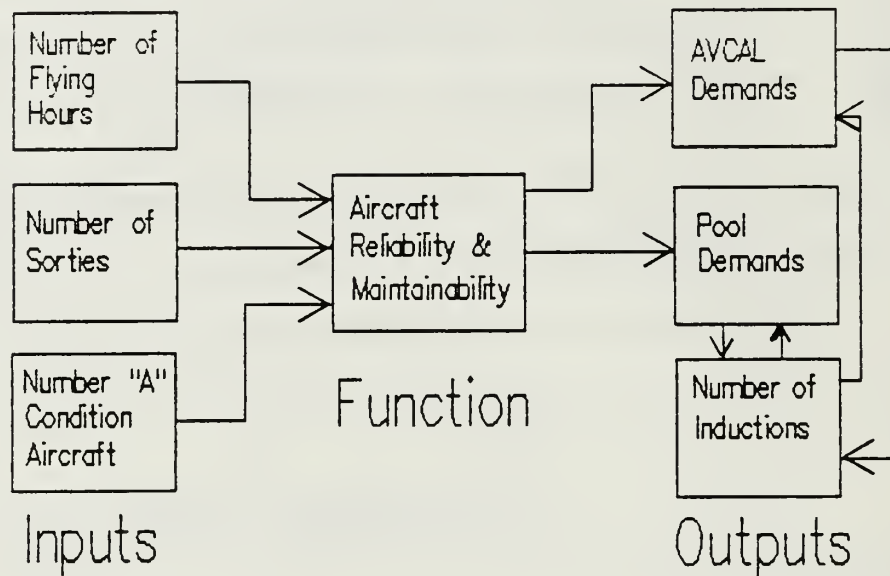 Number of
Flying
Hours
Number of
Sorties
Number "A"
Condition
Aircraft
Inputs
Aircraft
Reliability &
Maintainability
Function
AVCAL
Demands
Pool
Demands
Number of
Inductions
Outputs